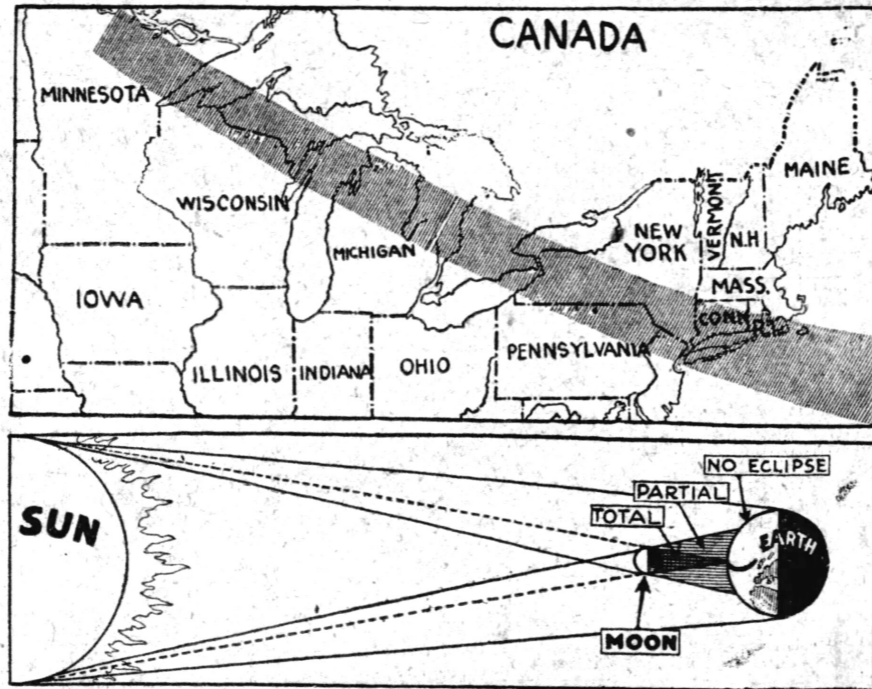 CANADA
MINNESOTA
MAINE
WISCONSIN
VERMONT
NEW
YORK
N.H
MICHIGAN
MASS.
IOWA
CONN.
R.I.
PENNSYLVANIA
ILLINOIS
INDIANA
OHIO
NO ECLIPSE
PARTIAL
TOTAL
SUN
EARTH
MOON